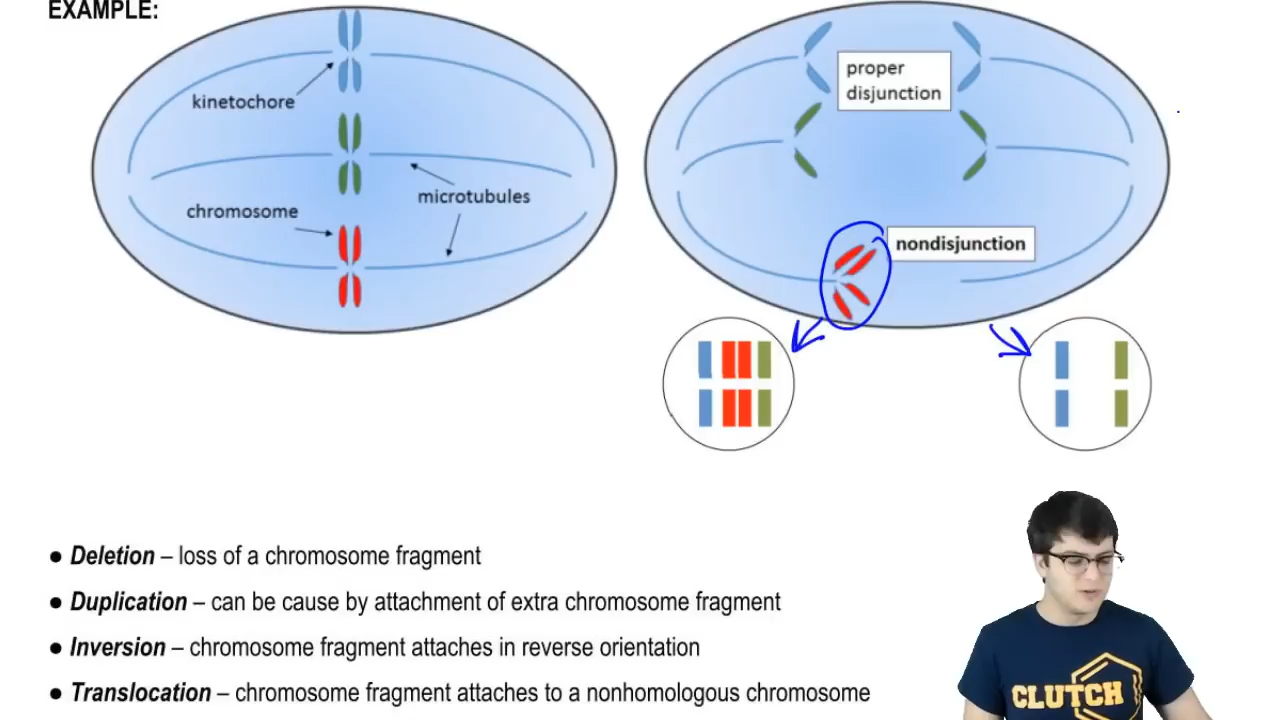 EXAMPLE:
kinetochore
chromosome
microtubules
proper
disjunction
nondisjunction
● Deletion – loss of a chromosome fragment
● Duplication – can be cause by attachment of extra chromosome fragment
● Inversion – chromosome fragment attaches in reverse orientation
● Translocation – chromosome fragment attaches to a nonhomologous chromosome
CLUTCH